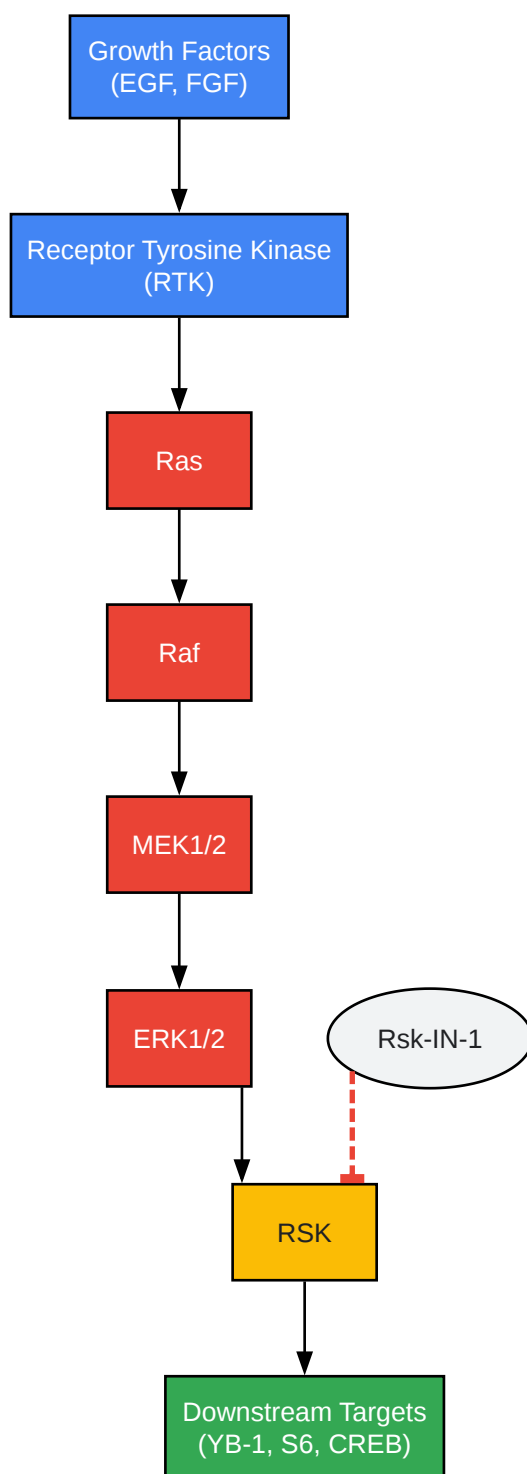 Growth Factors
(EGF, FGF)
Receptor Tyrosine Kinase
(RTK)
Ras
Raf
MEK1/2
ERK1/2
Rsk-IN-1
RSK
Downstream Targets
(YB-1, S6, CREB)